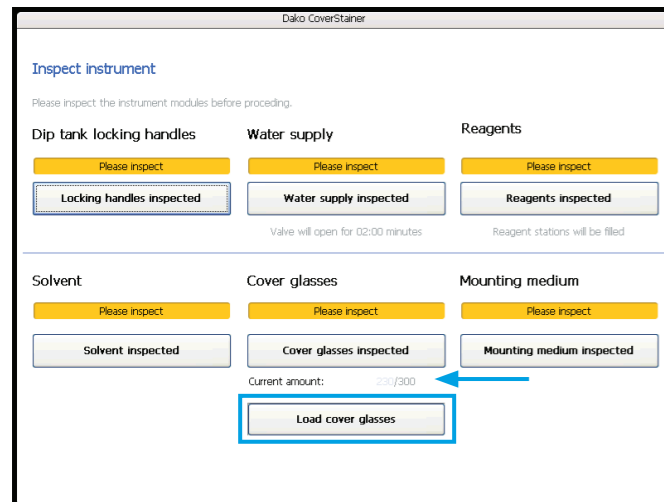 Dako CoverStainer
Inspect instrument
Please inspect the instrument modules before proceding.
Dip tank locking handles
Water supply
Reagents
Please inspect
Please inspect
Please inspect
Locking handles inspected
Water supply inspected
Reagents inspected
Valve will open for 02:00 minutes
Reagent stations will be filled
Solvent
Cover glasses
Mounting medium
Please inspect
Please inspect
Please inspect
Solvent inspected
Cover glasses inspected
Mounting medium inspected
Current amount: 230/300
Load cover glasses